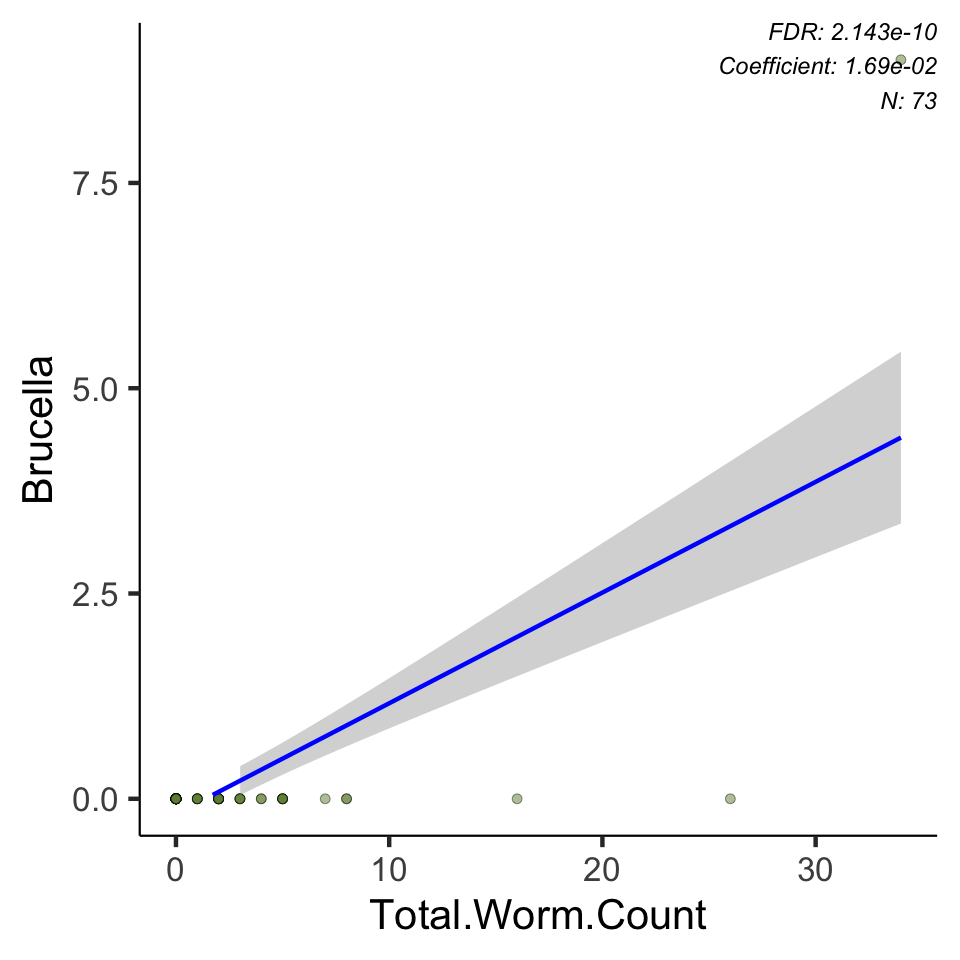 FDR: 2.143e-10
Coefficient: 1.69e-02
N: 73
7.5
5.0
2.5
0.0
Brucella
0 10 20 30
Total.Worm.Count